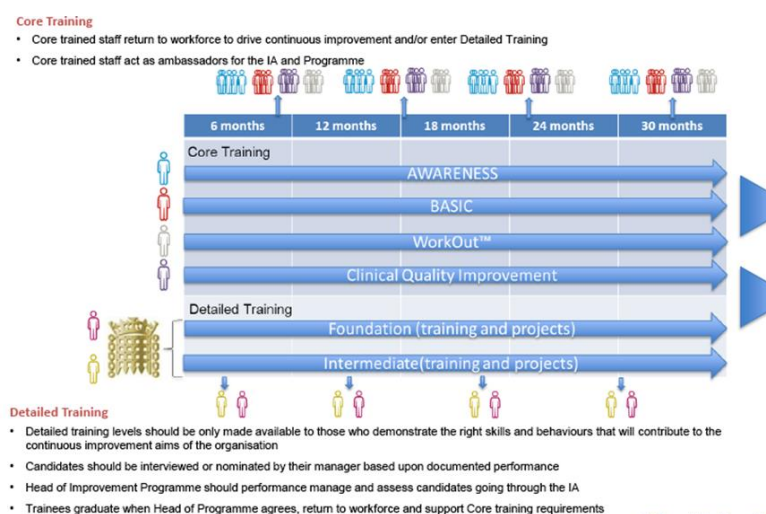 Core Training
• Core trained staff return to workforce to drive continuous improvement and/or enter Detailed Training
• Core trained staff act as ambassadors for the IA and Programme
6 months 12 months 18 months 24 months 30 months
Core Training
AWARENESS
BASIC
WorkOut™
Clinical Quality Improvement
Detailed Training
Foundation (training and projects)
Intermediate(training and projects)
Detailed Training
• Detailed training levels should be only made available to those who demonstrate the right skills and behaviours that will contribute to the
continuous improvement aims of the organisation
• Candidates should be interviewed or nominated by their manager based upon documented performance
• Head of Improvement Programme should performance manage and assess candidates going through the IA
• Trainees graduate when Head of Programme agrees, return to workforce and support Core training requirements